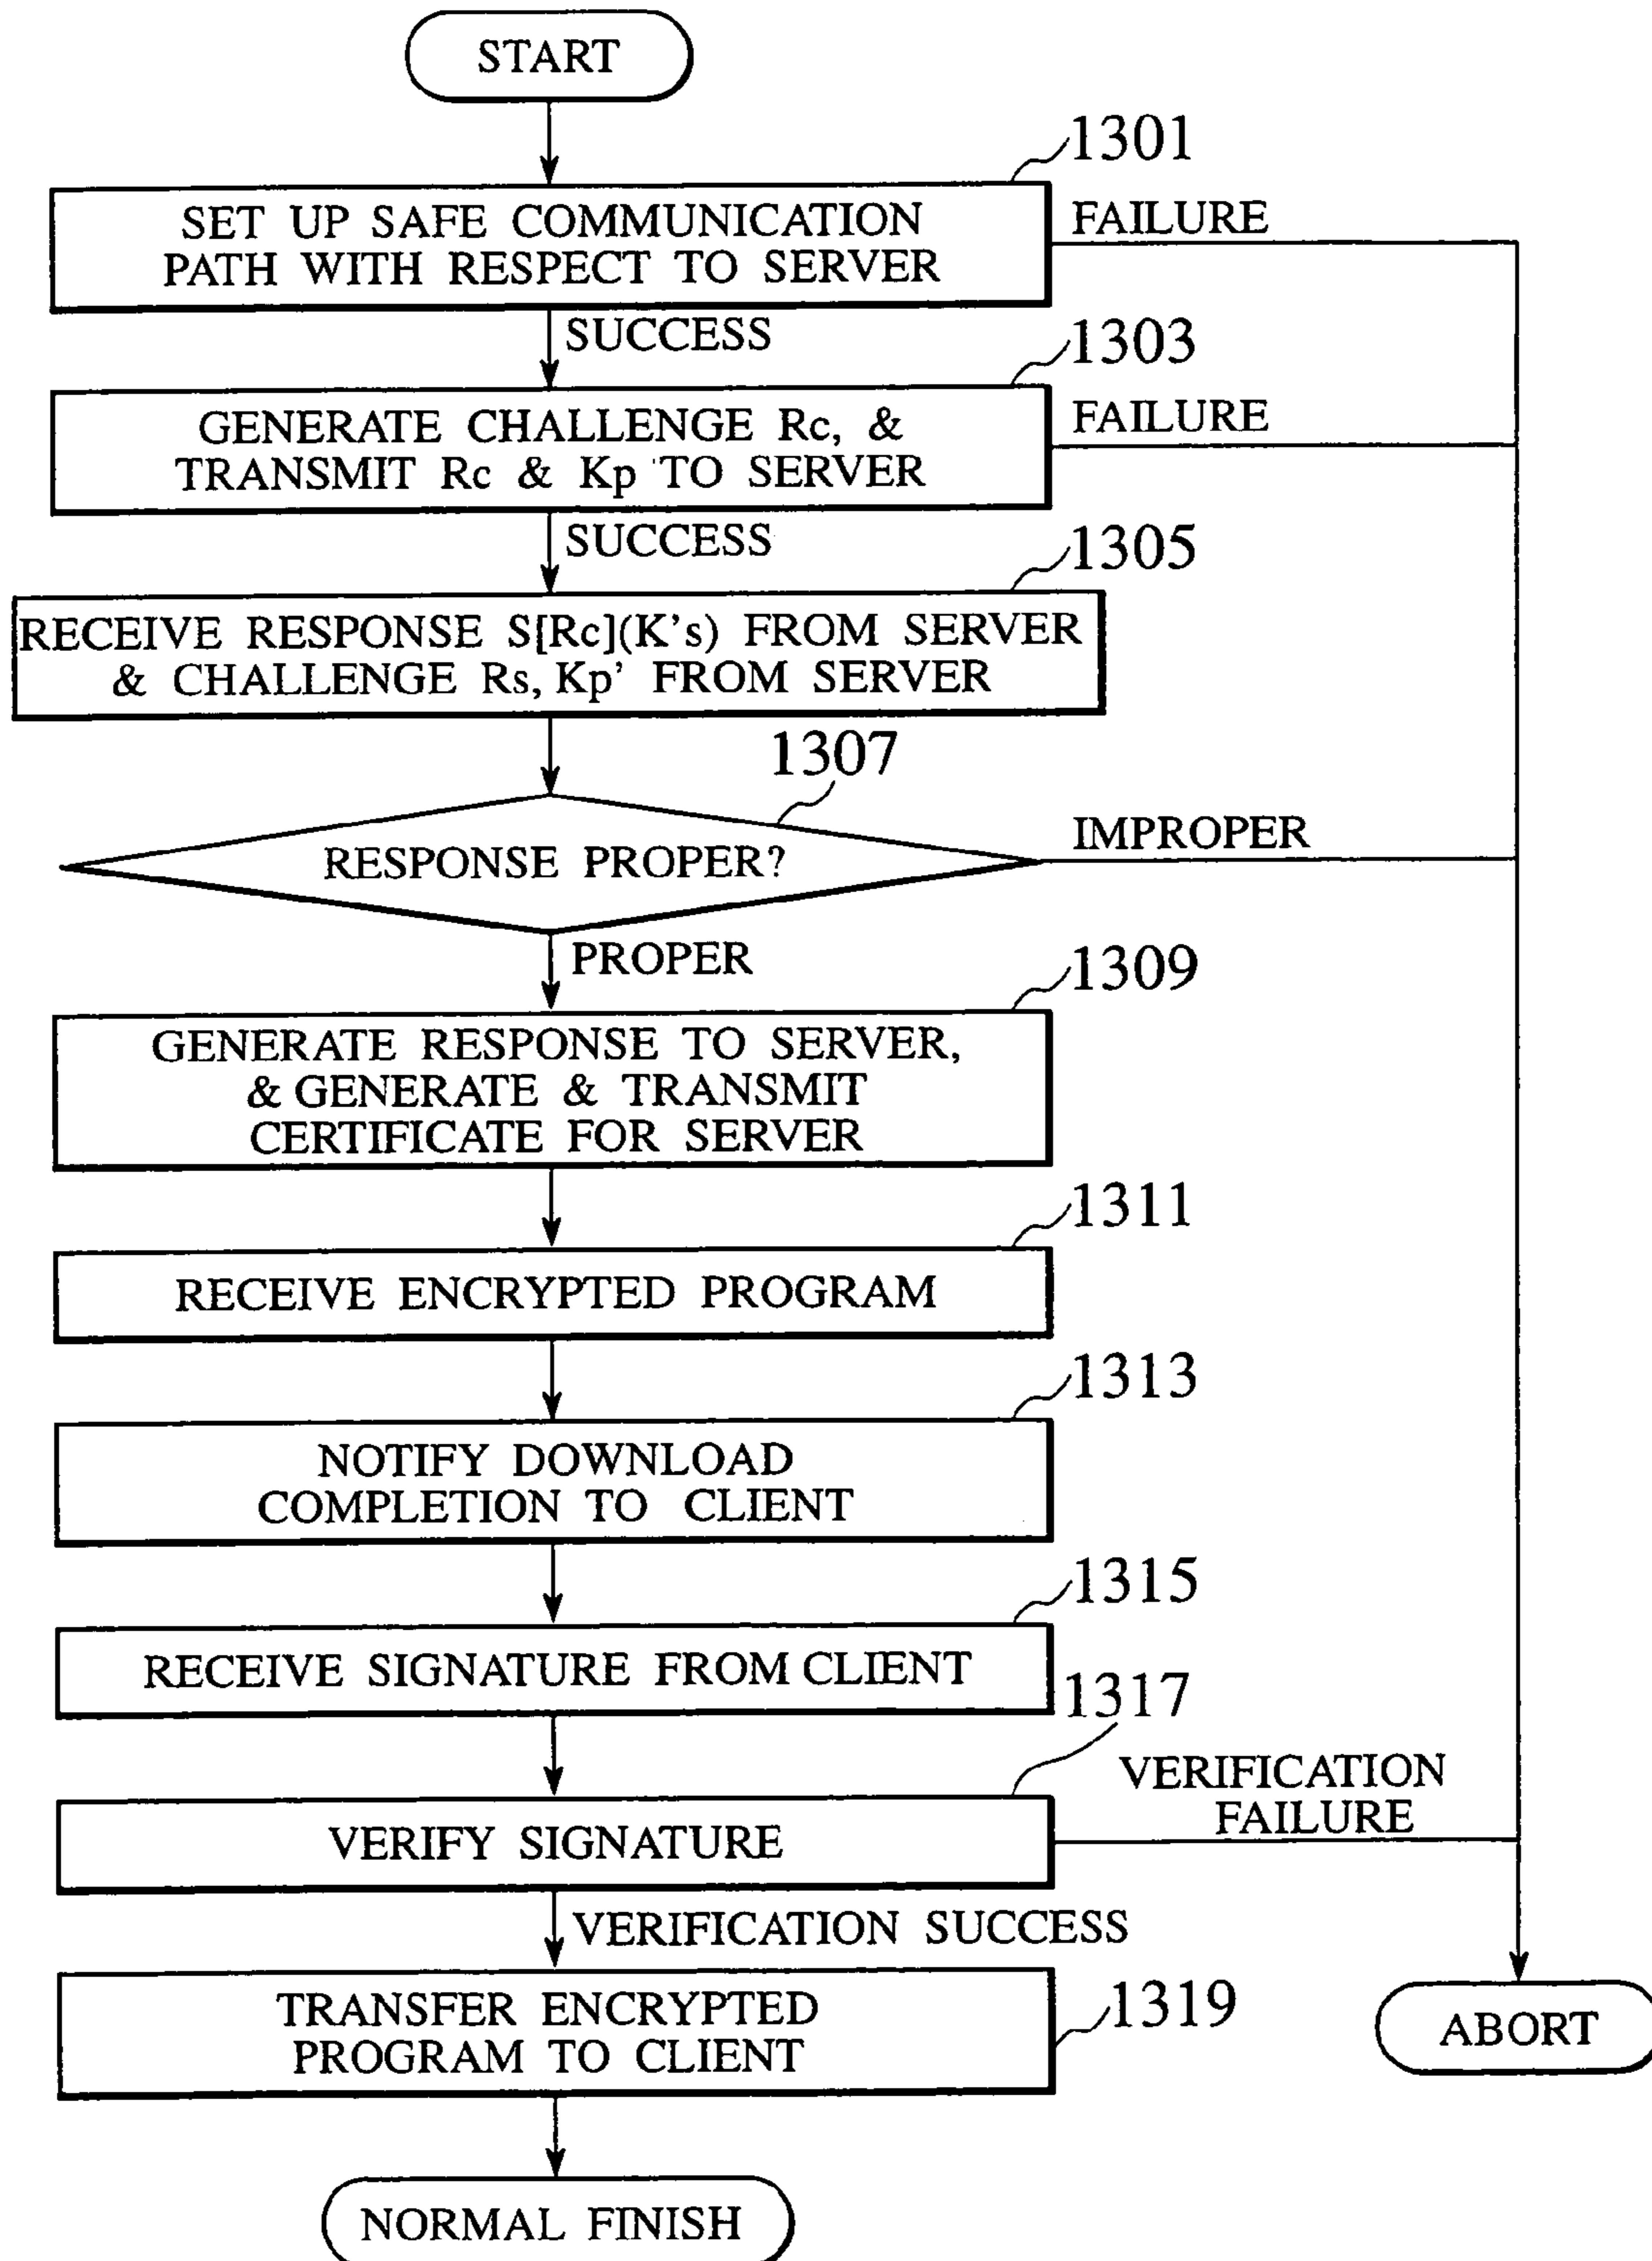 START
1301
SET UP SAFE COMMUNICATION
PATH WITH RESPECT TO SERVER
FAILURE
SUCCESS
1303
GENERATE CHALLENGE Rc, &
TRANSMIT Rc & Kp TO SERVER
FAILURE
SUCCESS
1305
RECEIVE RESPONSE S[Rc](K's) FROM SERVER
& CHALLENGE Rs, Kp' FROM SERVER
1307
RESPONSE PROPER?
IMPROPER
PROPER
1309
GENERATE RESPONSE TO SERVER,
& GENERATE & TRANSMIT
CERTIFICATE FOR SERVER
1311
RECEIVE ENCRYPTED PROGRAM
1313
NOTIFY DOWNLOAD
COMPLETION TO CLIENT
1315
RECEIVE SIGNATURE FROM CLIENT
1317
VERIFY SIGNATURE
VERIFICATION
FAILURE
VERIFICATION SUCCESS
TRANSFER ENCRYPTED
PROGRAM TO CLIENT
1319
ABORT
NORMAL FINISH